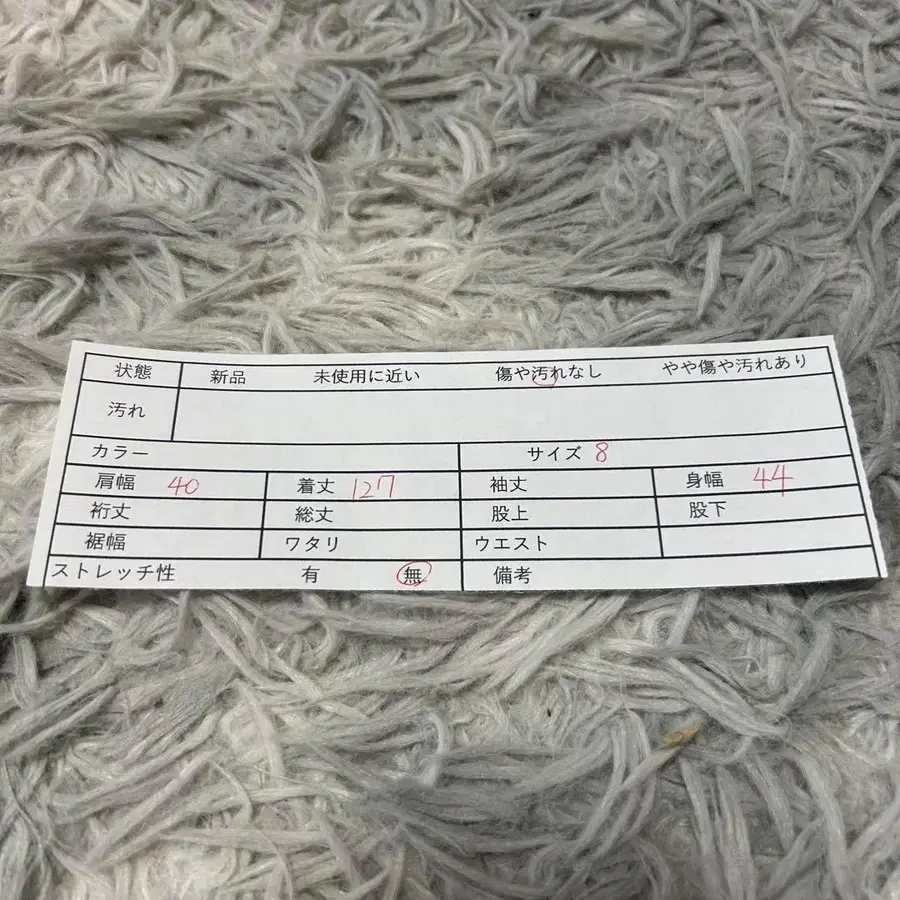 状態 新品 未使用に近い 傷や汚れなし やや傷や汚れあり
汚れ
カラー サイズ 8
肩幅 40 着丈 127 袖丈 身幅 44
裄丈 総丈 股上 股下
裾幅 ワタリ ウエスト
ストレッチ性 有 無 備考